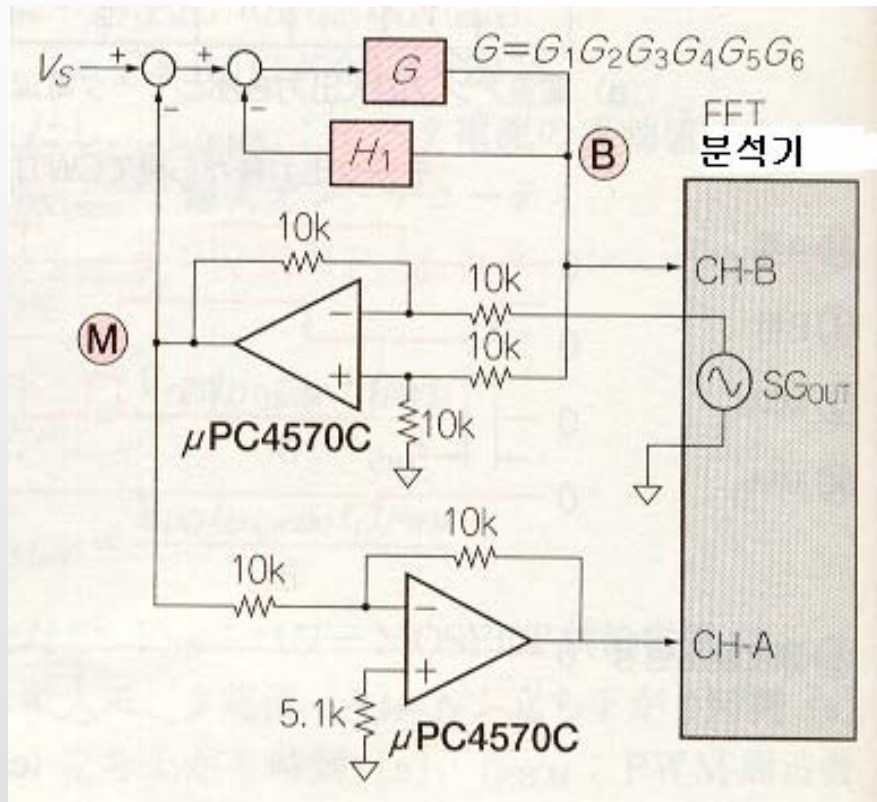 V_S + + G G=G₁G₂G₃G₄G₅G₆
− −
H₁ B
FFT
분석기
10k
10k
CH-B
M
−
+
10k
SG_OUT
10k
μPC4570C
10k
10k
−
CH-A
+
5.1k
μPC4570C